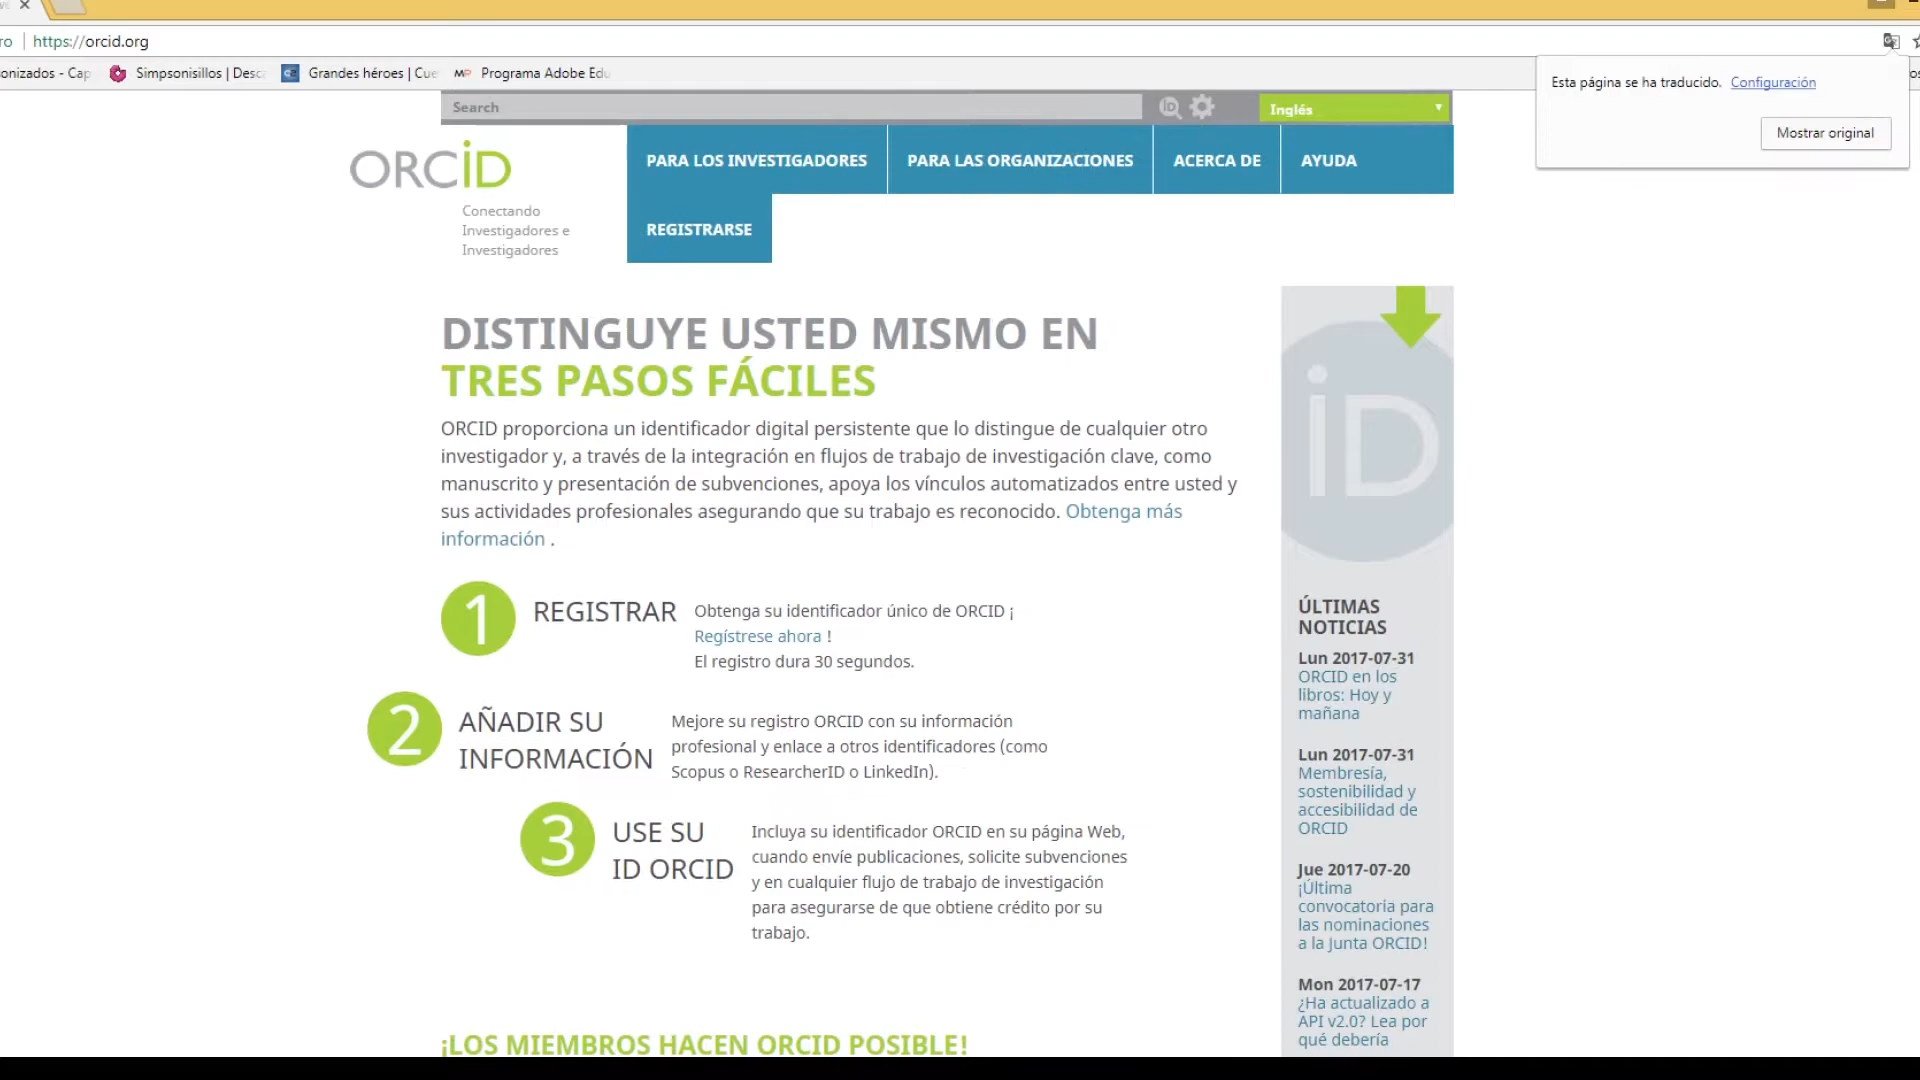 ro | https://orcid.org
onizados - Cap
Simpsonisillos | Desc
Grandes héroes | Cue
Programa Adobe Edu
Esta página se ha traducido. Configuración
Mostrar original
Search
Inglés
ORCID
Conectando
Investigadores e
Investigadores
PARA LOS INVESTIGADORES
PARA LAS ORGANIZACIONES
ACERCA DE
AYUDA
REGISTRARSE
DISTINGUYE USTED MISMO EN
TRES PASOS FÁCILES
ORCID proporciona un identificador digital persistente que lo distingue de cualquier otro
investigador y, a través de la integración en flujos de trabajo de investigación clave, como
manuscrito y presentación de subvenciones, apoya los vínculos automatizados entre usted y
sus actividades profesionales asegurando que su trabajo es reconocido. Obtenga más
información .
1 REGISTRAR
Obtenga su identificador único de ORCID ¡
Regístrese ahora !
El registro dura 30 segundos.
2 AÑADIR SU
INFORMACIÓN
Mejore su registro ORCID con su información
profesional y enlace a otros identificadores (como
Scopus o ResearcherID o LinkedIn).
3 USE SU
ID ORCID
Incluya su identificador ORCID en su página Web,
cuando envíe publicaciones, solicite subvenciones
y en cualquier flujo de trabajo de investigación
para asegurarse de que obtiene crédito por su
trabajo.
¡LOS MIEMBROS HACEN ORCID POSIBLE!
iD
ÚLTIMAS
NOTICIAS
Lun 2017-07-31
ORCID en los
libros: Hoy y
mañana
Lun 2017-07-31
Membresía,
sostenibilidad y
accesibilidad de
ORCID
Jue 2017-07-20
¡Última
convocatoria para
las nominaciones
a la Junta ORCID!
Mon 2017-07-17
¿Ha actualizado a
API v2.0? Lea por
qué debería